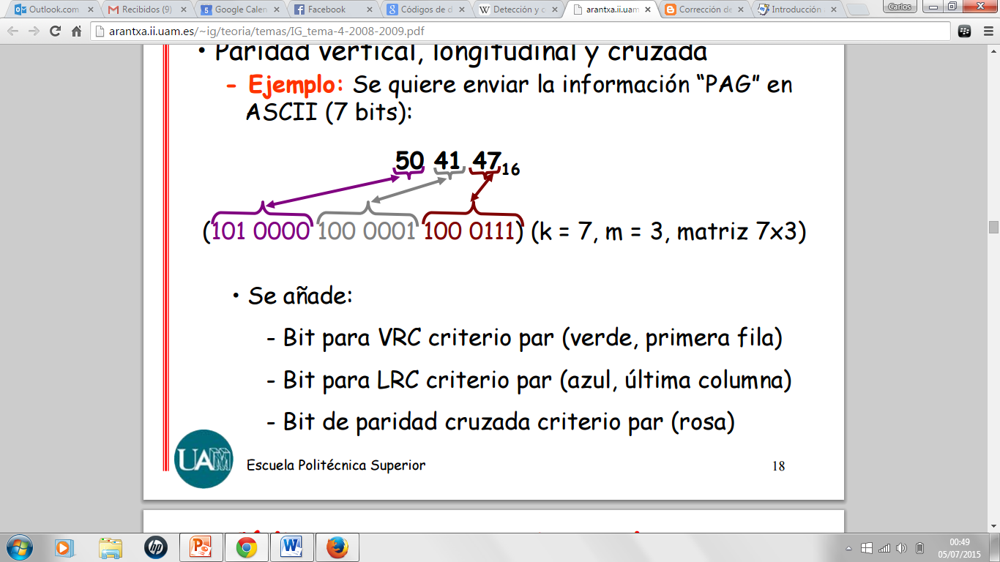 Outlook.com
Recibidos (9)
Google Calen
Facebook
Códigos de d
Detección y c
arantxa.ii.uam
Corrección de
Introducción
Carlos
arantxa.ii.uam.es/~ig/teoria/temas/IG_tema-4-2008-2009.pdf
• Paridad vertical, longitudinal y cruzada
- Ejemplo: Se quiere enviar la información “PAG” en
ASCII (7 bits):
50 41 47₁₆
(101 0000 100 0001 100 0111) (k = 7, m = 3, matriz 7x3)
• Se añade:
- Bit para VRC criterio par (verde, primera fila)
- Bit para LRC criterio par (azul, última columna)
- Bit de paridad cruzada criterio par (rosa)
UAM
Escuela Politécnica Superior
18
00:49
05/07/2015